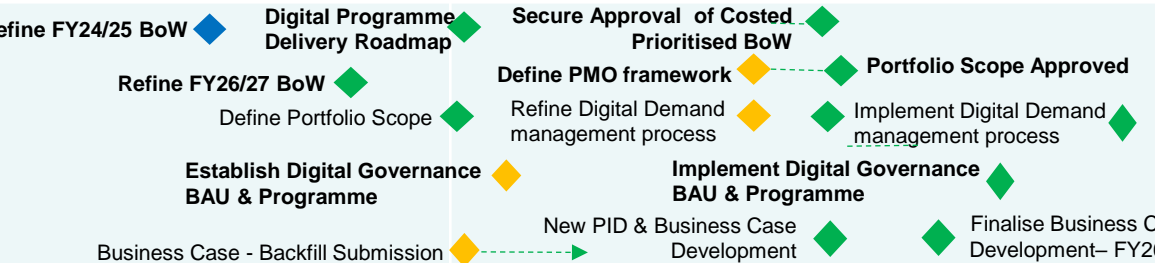 efine FY24/25 BoW
Digital Programme
Delivery Roadmap
Secure Approval of Costed
Prioritised BoW
Refine FY26/27 BoW
Define PMO framework
Portfolio Scope Approved
Define Portfolio Scope
Refine Digital Demand
management process
Implement Digital Demand
management process
Establish Digital Governance
BAU & Programme
Implement Digital Governance
BAU & Programme
Business Case - Backfill Submission
New PID & Business Case
Development
Finalise Business C
Development– FY20